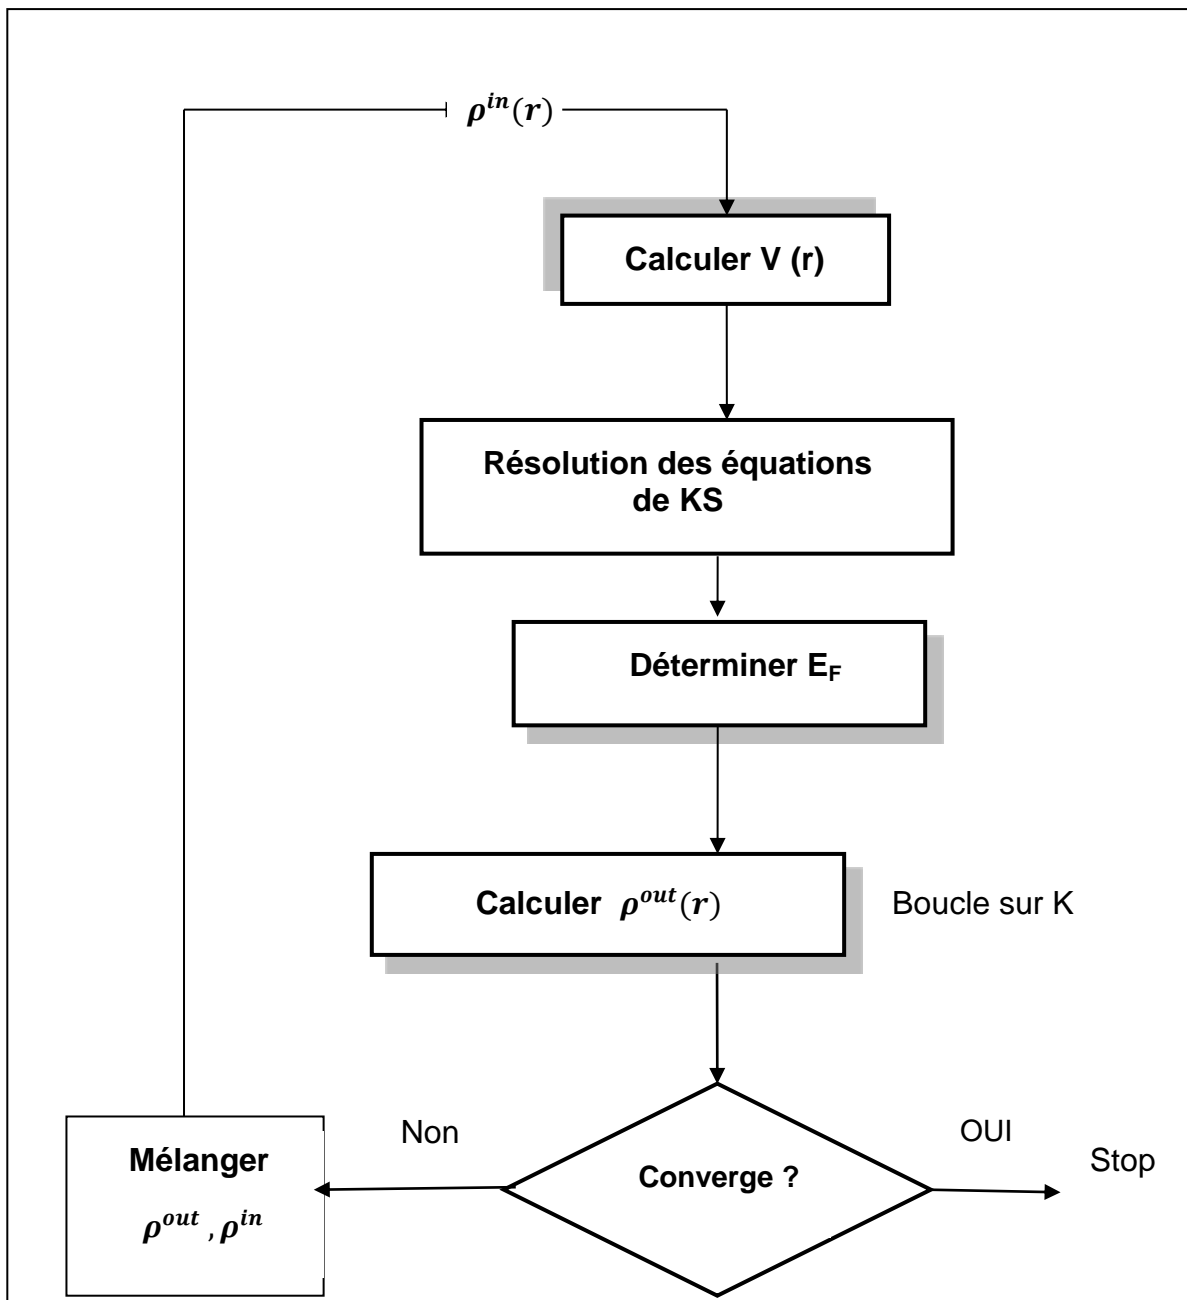 ρ^in(r)
Calculer V (r)
Résolution des équations
de KS
Déterminer E_F
Calculer ρ^out(r)
Boucle sur K
Converge ?
Non
OUI
Stop
Mélanger
ρ^out , ρ^in